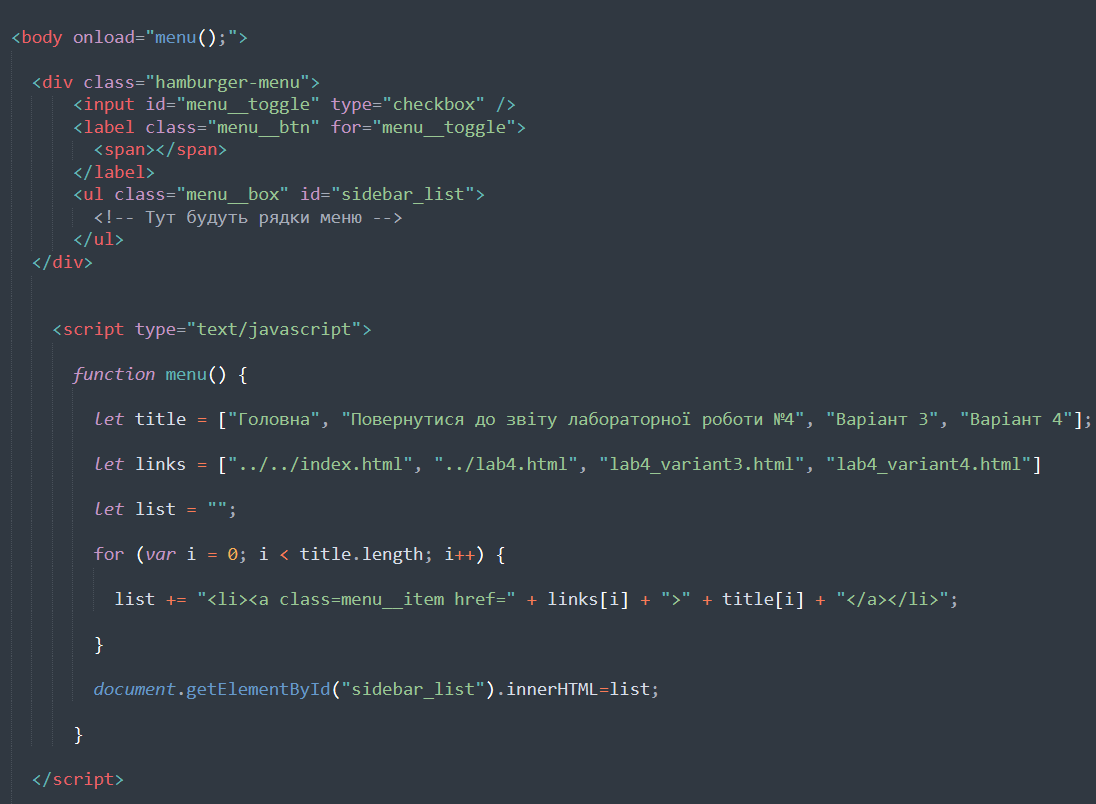 <body onload="menu();">
<div class="hamburger-menu">
<input id="menu__toggle" type="checkbox" />
<label class="menu__btn" for="menu__toggle">
<span></span>
</label>
<ul class="menu__box" id="sidebar_list">
<!-- Тут будуть рядки меню -->
</ul>
</div>
<script type="text/javascript">
function menu() {
let title = ["Головна", "Повернутися до звіту лабораторної роботи №4", "Варіант 3", "Варіант 4"];
let links = ["../../index.html", "../lab4.html", "lab4_variant3.html", "lab4_variant4.html"]
let list = "";
for (var i = 0; i < title.length; i++) {
list += "<li><a class=menu__item href=" + links[i] + ">" + title[i] + "</a></li>";
}
document.getElementById("sidebar_list").innerHTML=list;
}
</script>